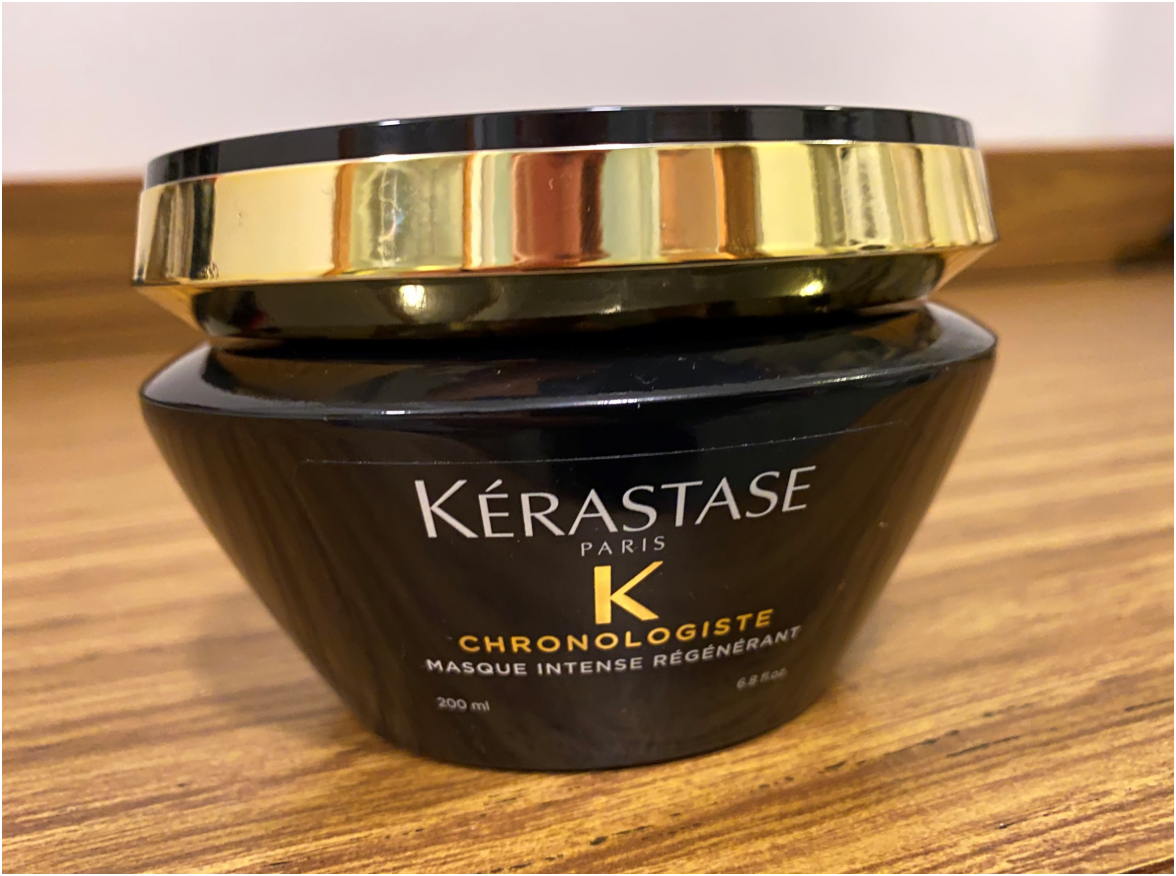 KÉRASTASE
PARIS
K
CHRONOLOGISTE
MASQUE INTENSE RÉGÉNÉRANT
200 ml 6.8 fl.oz.